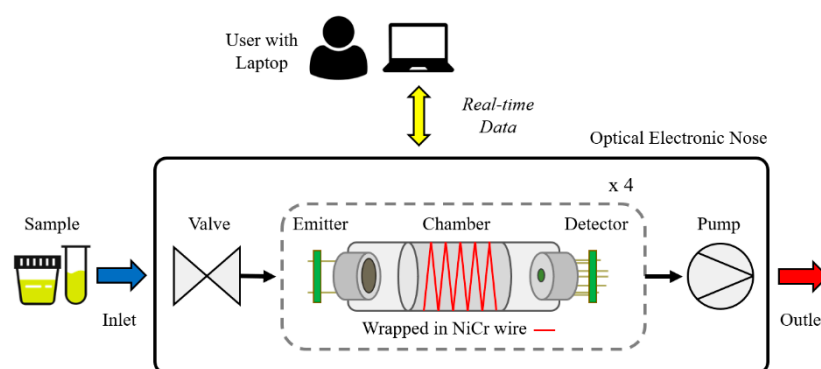 User with
Laptop
Real-time
Data
Optical Electronic Nose
x 4
Sample
Valve
Emitter
Chamber
Detector
Pump
Inlet
Wrapped in NiCr wire
Outle